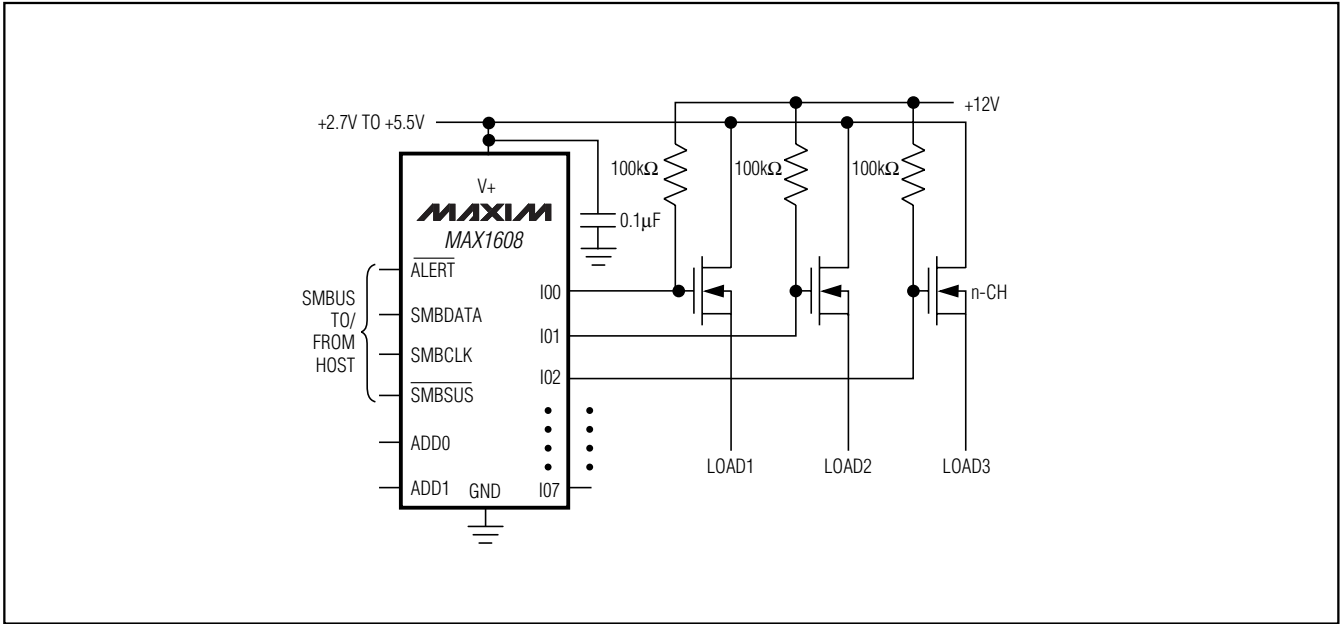 +12V
+2.7V TO +5.5V
100kΩ
100kΩ
100kΩ
V+
MAXIM
MAX1608
0.1μF
ALERT
SMBDATA
SMBCLK
SMBSUS
ADD0
ADD1
GND
I00
I01
I02
I07
SMBUS
TO/
FROM
HOST
n-CH
LOAD1
LOAD2
LOAD3